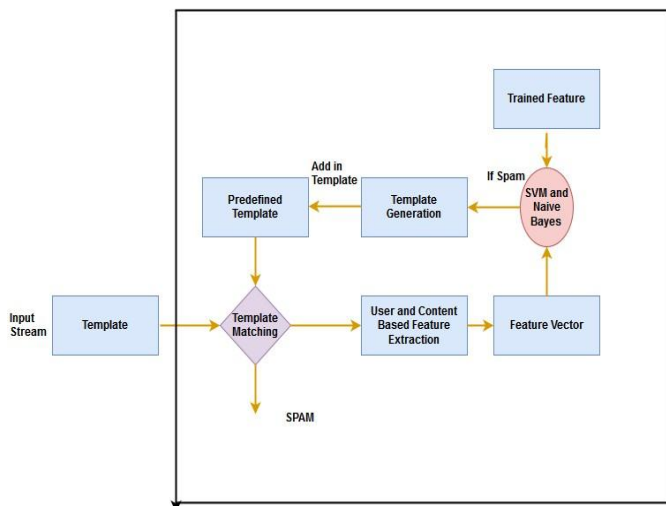 Trained Feature
Add in
Template
If Spam
Predefined
Template
Template
Generation
SVM and
Naive
Bayes
Input
Stream
Template
Template
Matching
User and Content
Based Feature
Extraction
Feature Vector
SPAM